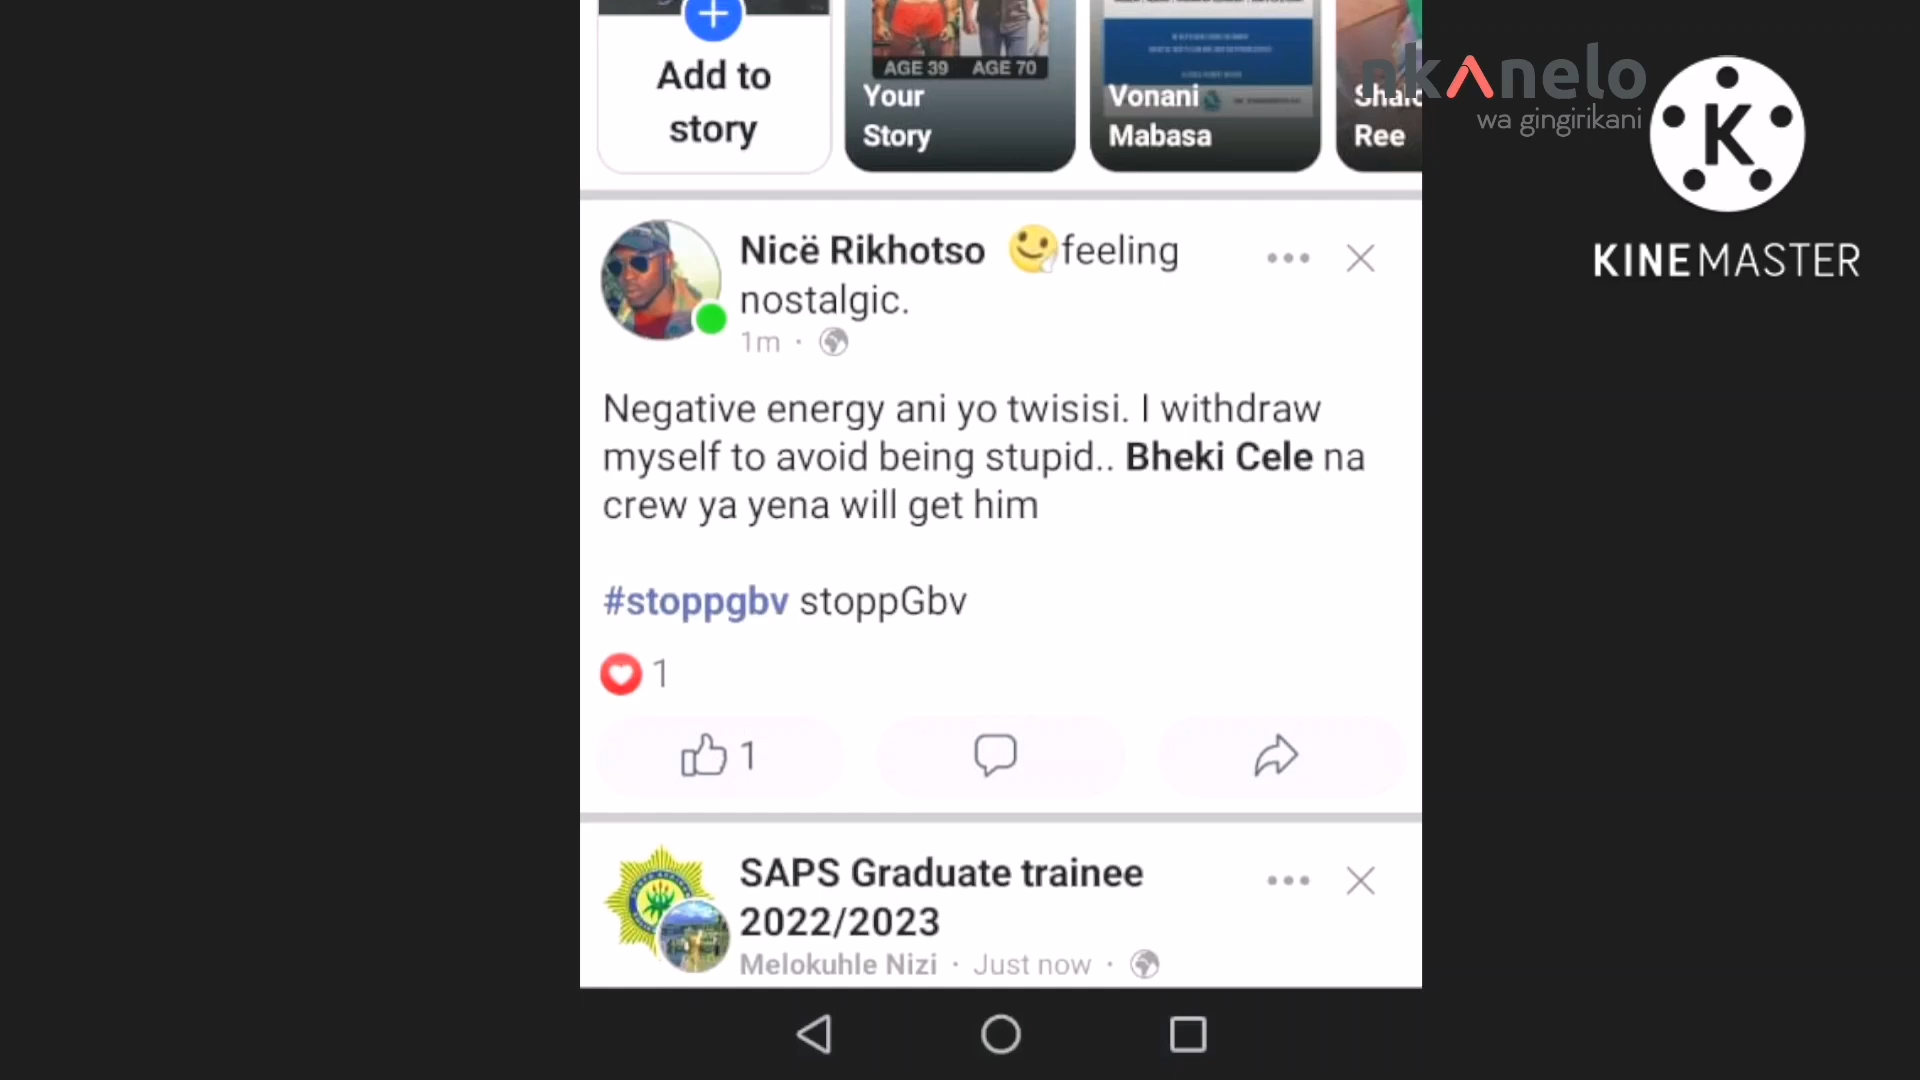 Add to
story
AGE 39 AGE 70
Your
Story
Vonani
Mabasa
Ree
nkanelo
wa gingirikani
K
KINEMASTER
Nicë Rikhotso feeling
nostalgic.
1m ·
Negative energy ani yo twisisi. I withdraw
myself to avoid being stupid.. Bheki Cele na
crew ya yena will get him
#stoppgbv stoppGbv
1
1
SAPS Graduate trainee
2022/2023
Melokuhle Nizi · Just now ·